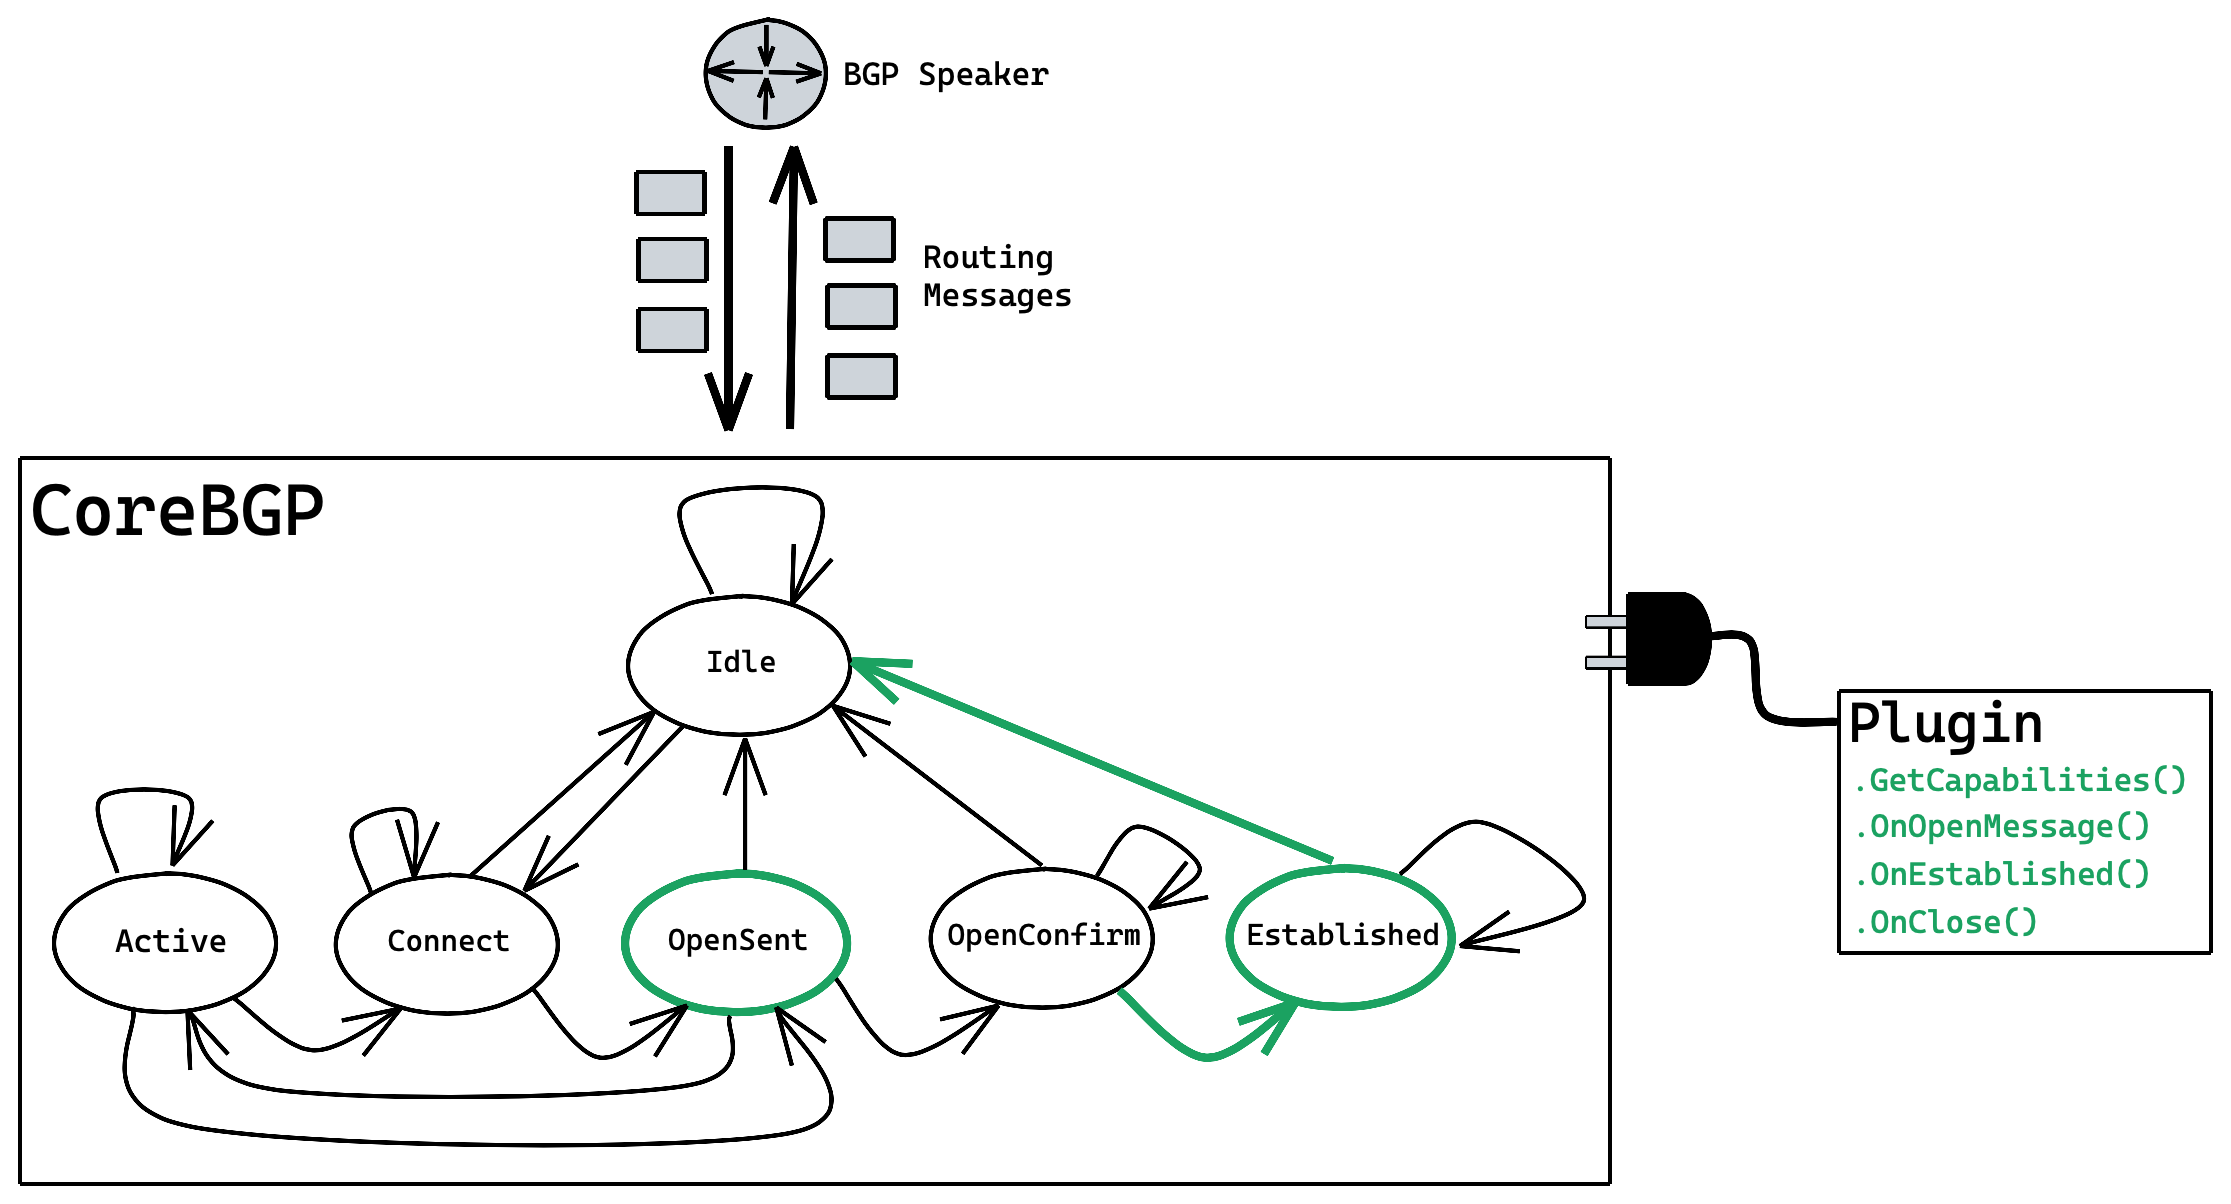 BGP Speaker
Routing
Messages
CoreBGP
Idle
Active
Connect
OpenSent
OpenConfirm
Established
Plugin
.GetCapabilities()
.OnOpenMessage()
.OnEstablished()
.OnClose()